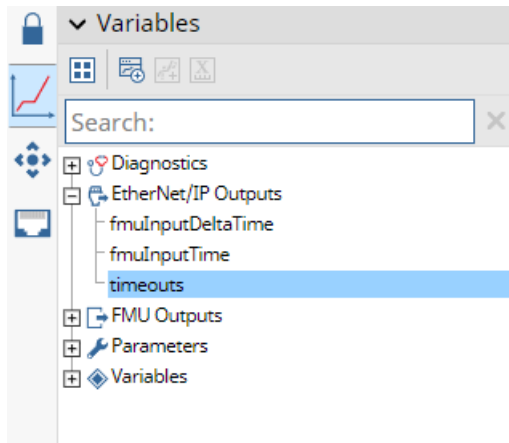 Variables
Search:
Diagnostics
EtherNet/IP Outputs
fmuInputDeltaTime
fmuInputTime
timeouts
FMU Outputs
Parameters
Variables